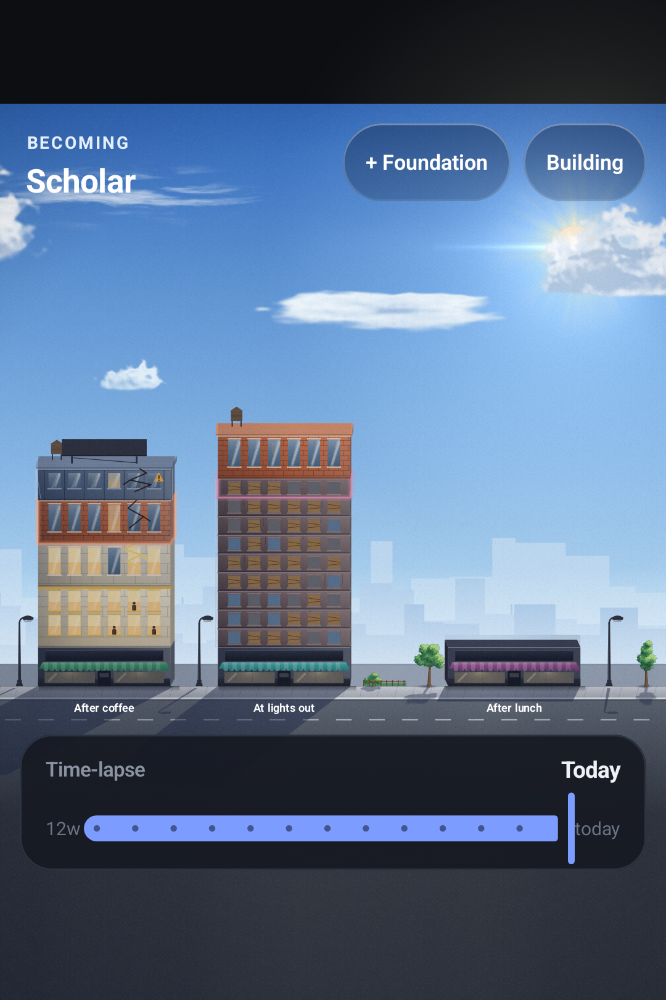 BECOMING
Scholar
+ Foundation
Building
After coffee
At lights out
After lunch
Time-lapse
Today
12w
today